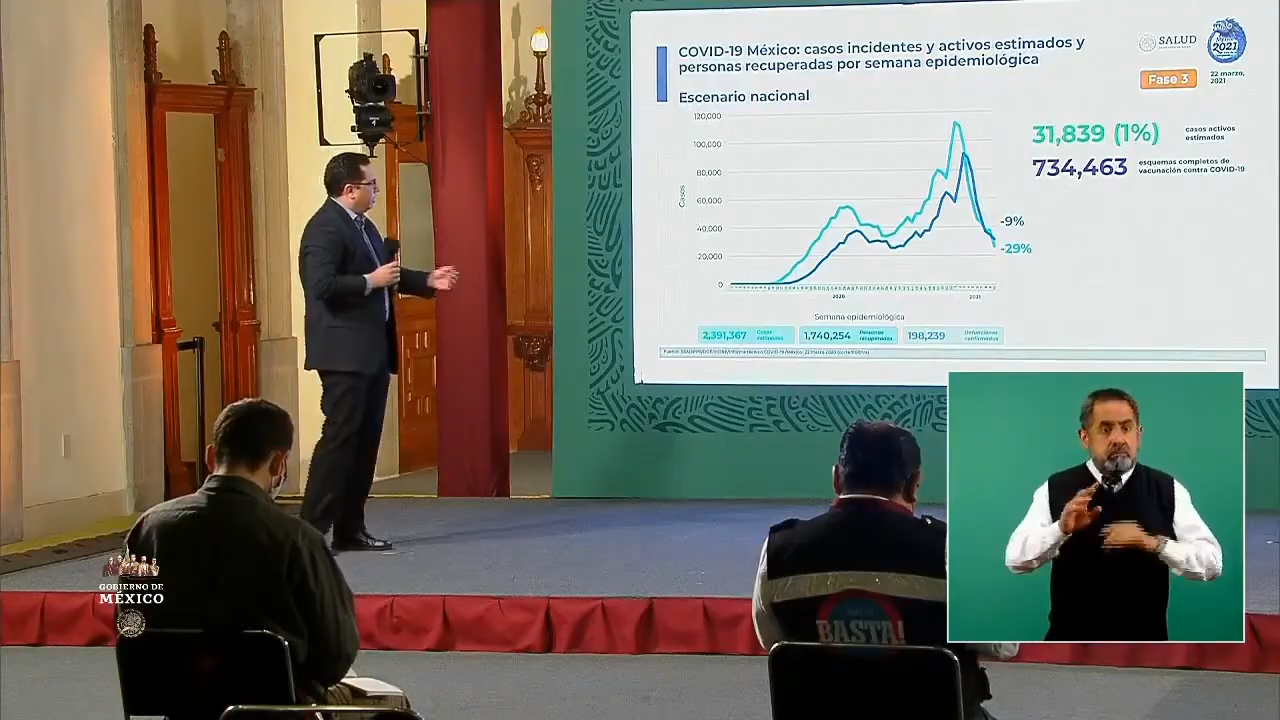 COVID-19 México: casos incidentes y activos estimados y
personas recuperadas por semana epidemiológica
SALUD
2021
Fase 3
22 marzo,
2021
Escenario nacional
120,000
100,000
80,000
60,000
40,000
20,000
0
Casos
-9%
-29%
2020
2021
Semana epidemiológica
31,839 (1%)
casos activos
estimados
734,463
esquemas completos de
vacunación contra COVID-19
2,391,367
Casos
estimados
1,740,254
Personas
recuperadas
198,239
Defunciones
confirmadas
GOBIERNO DE
MÉXICO
BASTA!